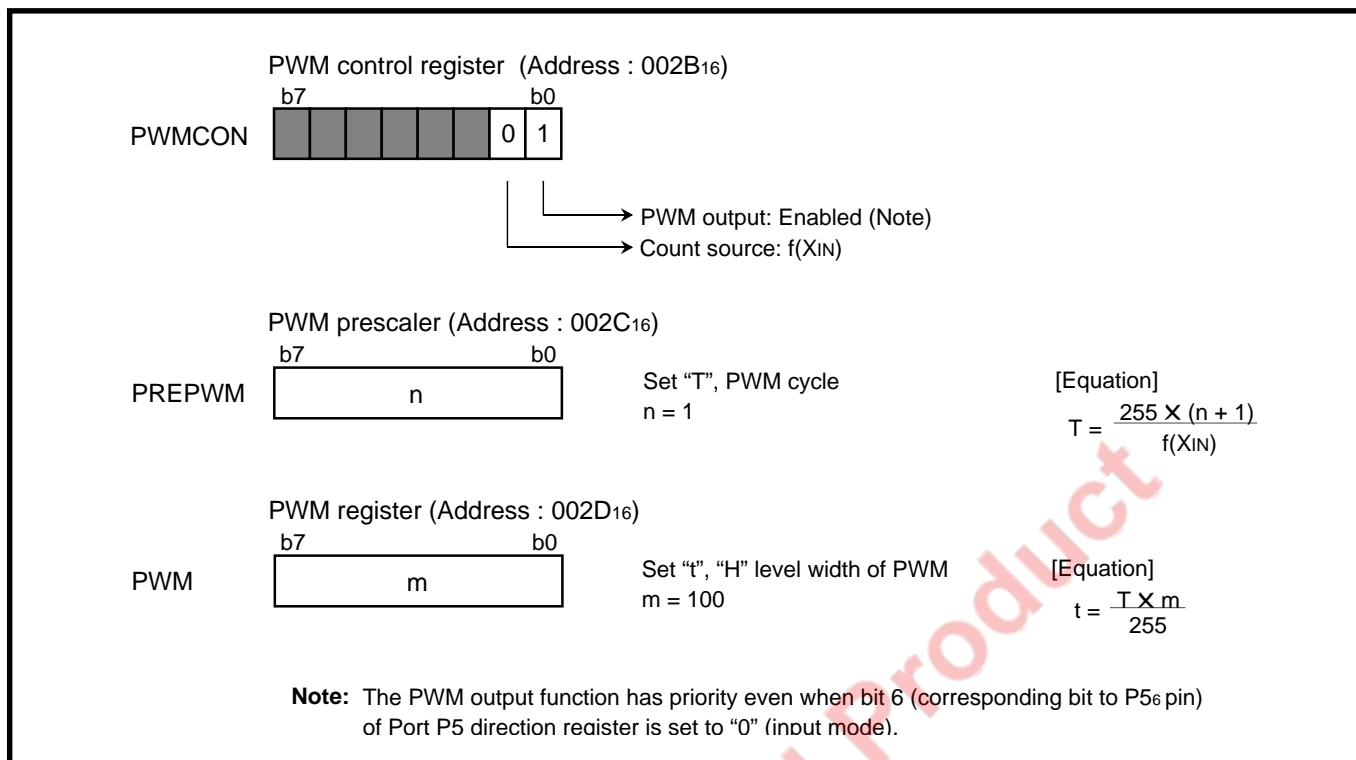 PWM control register (Address : 002B16)
b7 b0
PWMCON 0 1
PWM output: Enabled (Note)
Count source: f(XIN)
PWM prescaler (Address : 002C16)
b7 b0
PREPWM n
Set “T”, PWM cycle
n = 1
[Equation]
T = 255 X (n + 1)
f(XIN)
PWM register (Address : 002D16)
b7 b0
PWM m
Set “t”, “H” level width of PWM
m = 100
[Equation]
t = T X m
255
Note: The PWM output function has priority even when bit 6 (corresponding bit to P56 pin)
of Port P5 direction register is set to “0” (input mode).
Product